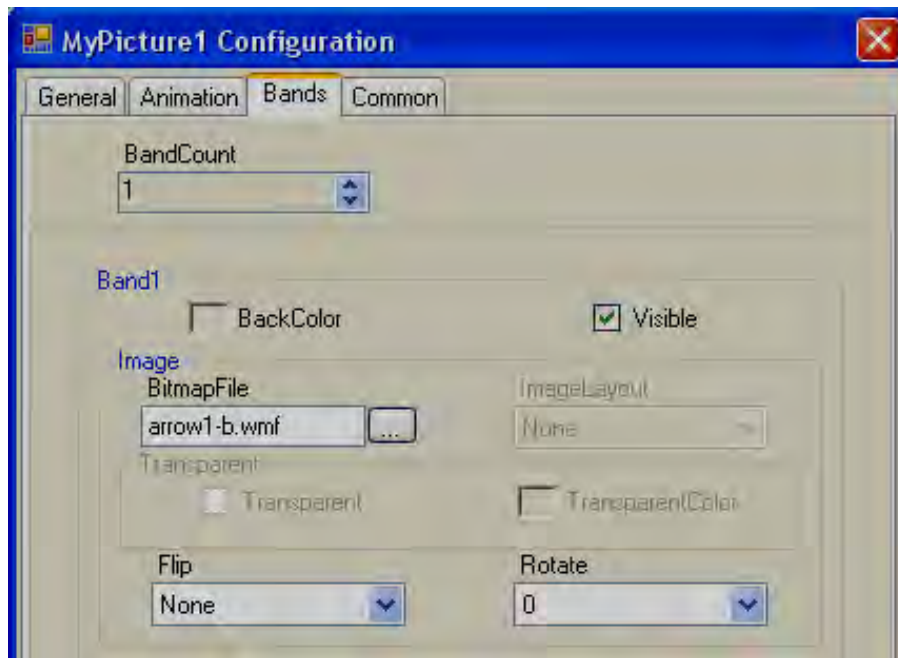 MyPicture1 Configuration
General Animation Bands Common
BandCount
1
Band1
BackColor Visible
Image
BitmapFile ImageLayout
arrow1-b.wmf ... None
Transparent
Transparent TransparentColor
Flip Rotate
None 0